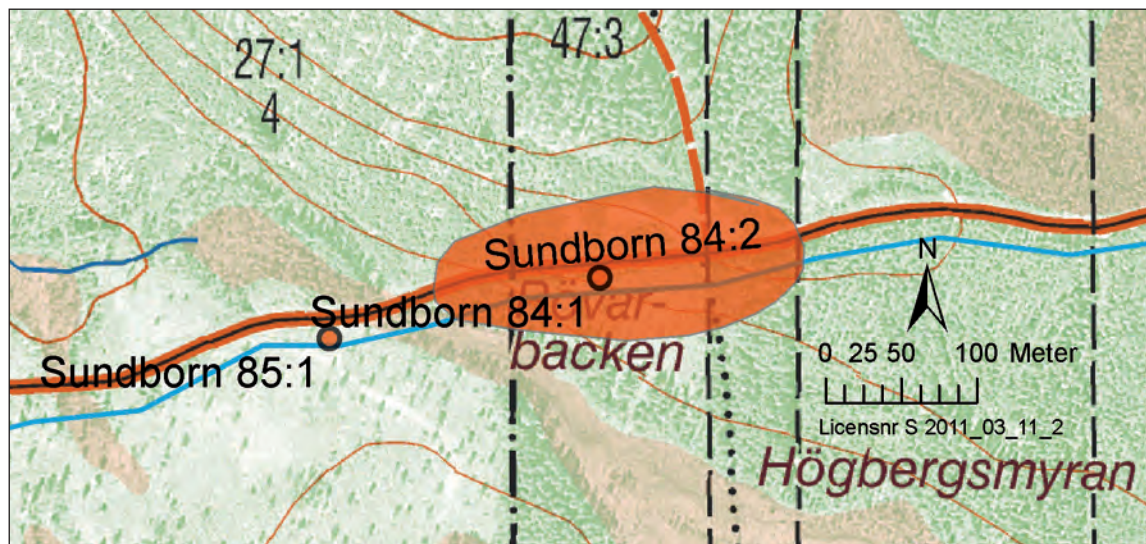 27:1
4
47:3
Sundborn 84:2
Sundborn 84:1
Sundborn 85:1
Rövar-
backen
N
0 25 50 100 Meter
Licensnr S 2011_03_11_2
Högbergsmyran